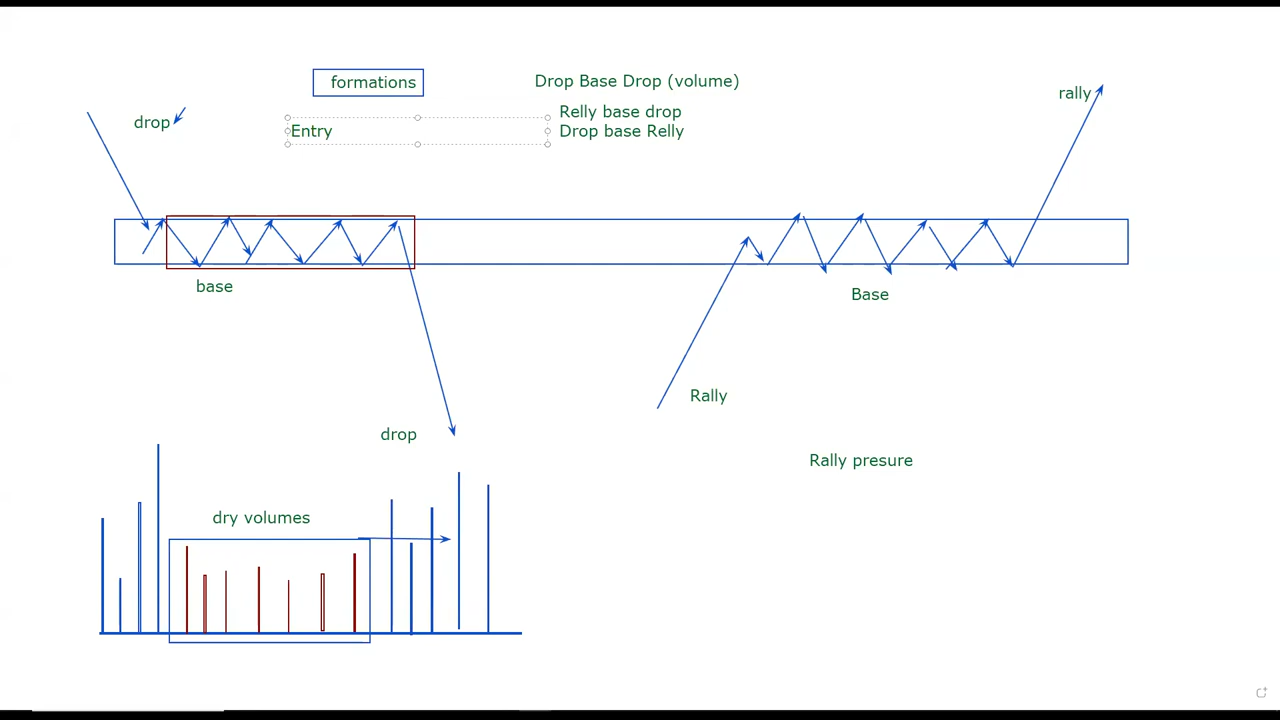 formations
Drop Base Drop (volume)
rally
Relly base drop
drop
Entry
Drop base Relly
base
Base
Rally
drop
Rally presure
dry volumes